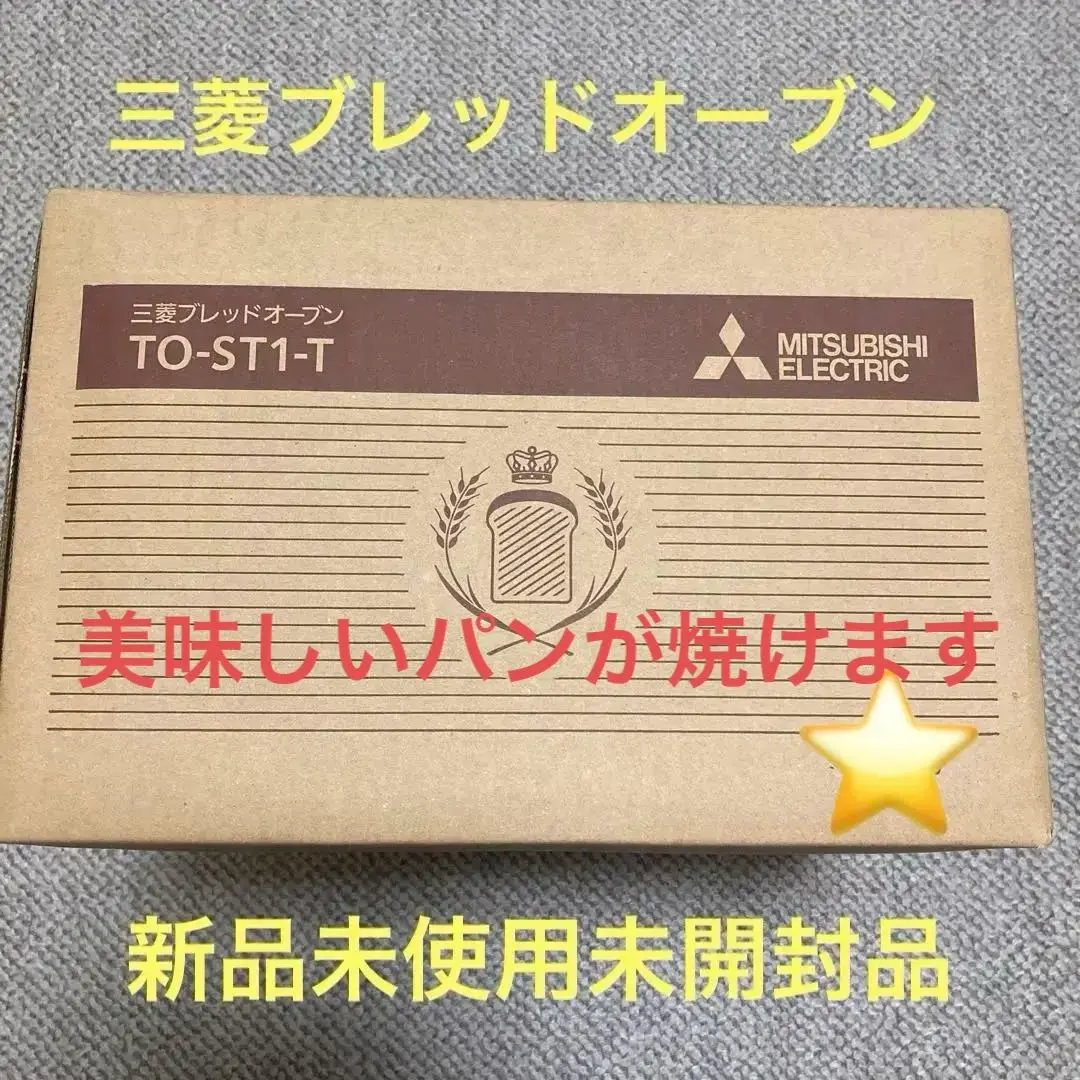 三菱ブレッドオーブン
三菱ブレッドオーブン
TO-ST1-T
MITSUBISHI
ELECTRIC
美味しいパンが焼けます
新品未使用未開封品